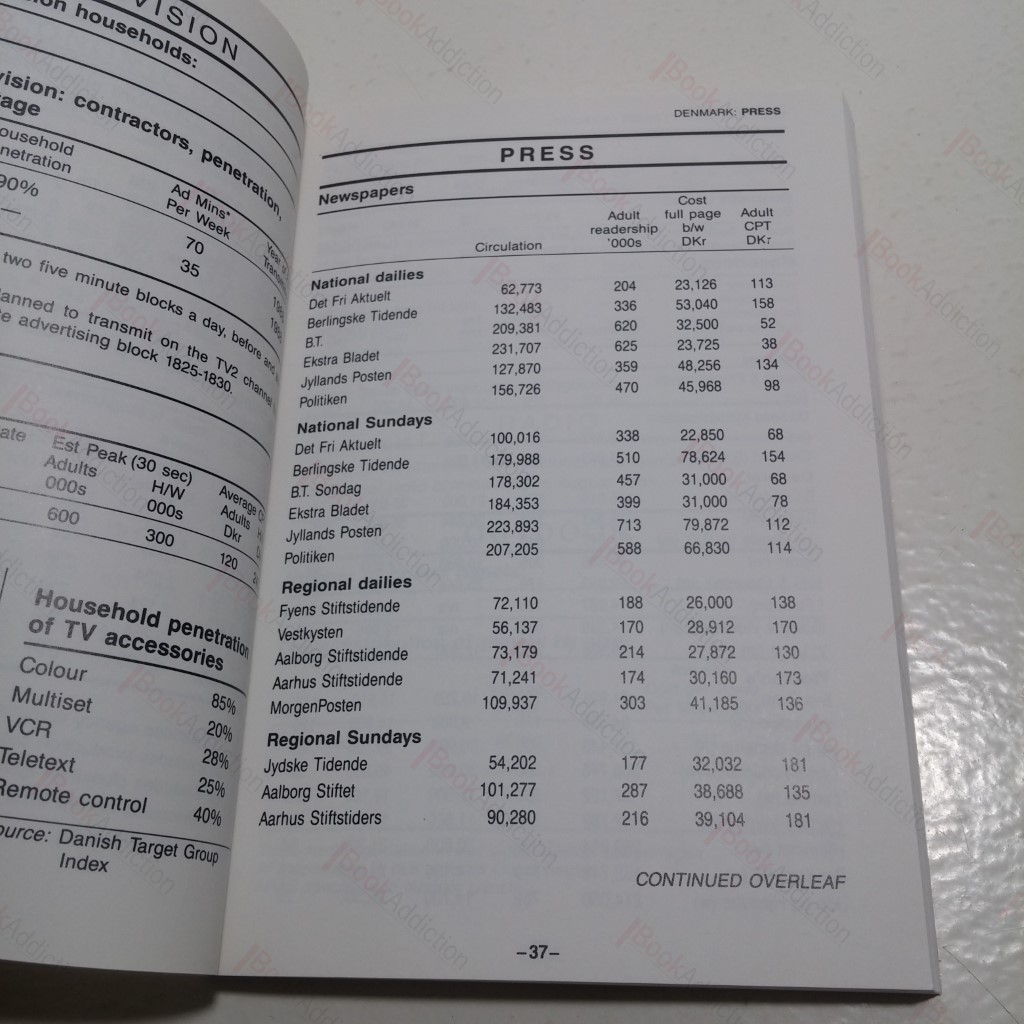 VISION
households:
vision: contractors, penetration,
age
ousehold
netration
Ad Mins*
Per Week
90%
—
70
35
two five minute blocks a day, before and
anned to transmit on the TV2 channel
e advertising block 1825-1830.
ate
Est Peak (30 sec)
Adults
000s
H/W
000s
Average
Adults
Dkr
600
300
120
Household penetration
of TV accessories
Colour 85%
Multiset 20%
VCR 28%
Teletext 25%
Remote control 40%
ource: Danish Target Group
Index
DENMARK: PRESS
PRESS
Newspapers
Circulation
Adult
readership
'000s
Cost
full page
b/w
DKr
Adult
CPT
DKr
National dailies
Det Fri Aktuelt 62,773 204 23,126 113
Berlingske Tidende 132,483 336 53,040 158
B.T. 209,381 620 32,500 52
Ekstra Bladet 231,707 625 23,725 38
Jyllands Posten 127,870 359 48,256 134
Politiken 156,726 470 45,968 98
National Sundays
Det Fri Aktuelt 100,016 338 22,850 68
Berlingske Tidende 179,988 510 78,624 154
B.T. Sondag 178,302 457 31,000 68
Ekstra Bladet 184,353 399 31,000 78
Jyllands Posten 223,893 713 79,872 112
Politiken 207,205 588 66,830 114
Regional dailies
Fyens Stiftstidende 72,110 188 26,000 138
Vestkysten 56,137 170 28,912 170
Aalborg Stiftstidende 73,179 214 27,872 130
Aarhus Stiftstidende 71,241 174 30,160 173
MorgenPosten 109,937 303 41,185 136
Regional Sundays
Jydske Tidende 54,202 177 32,032 181
Aalborg Stiftet 101,277 287 38,688 135
Aarhus Stiftstiders 90,280 216 39,104 181
CONTINUED OVERLEAF
–37–
BookAddiction